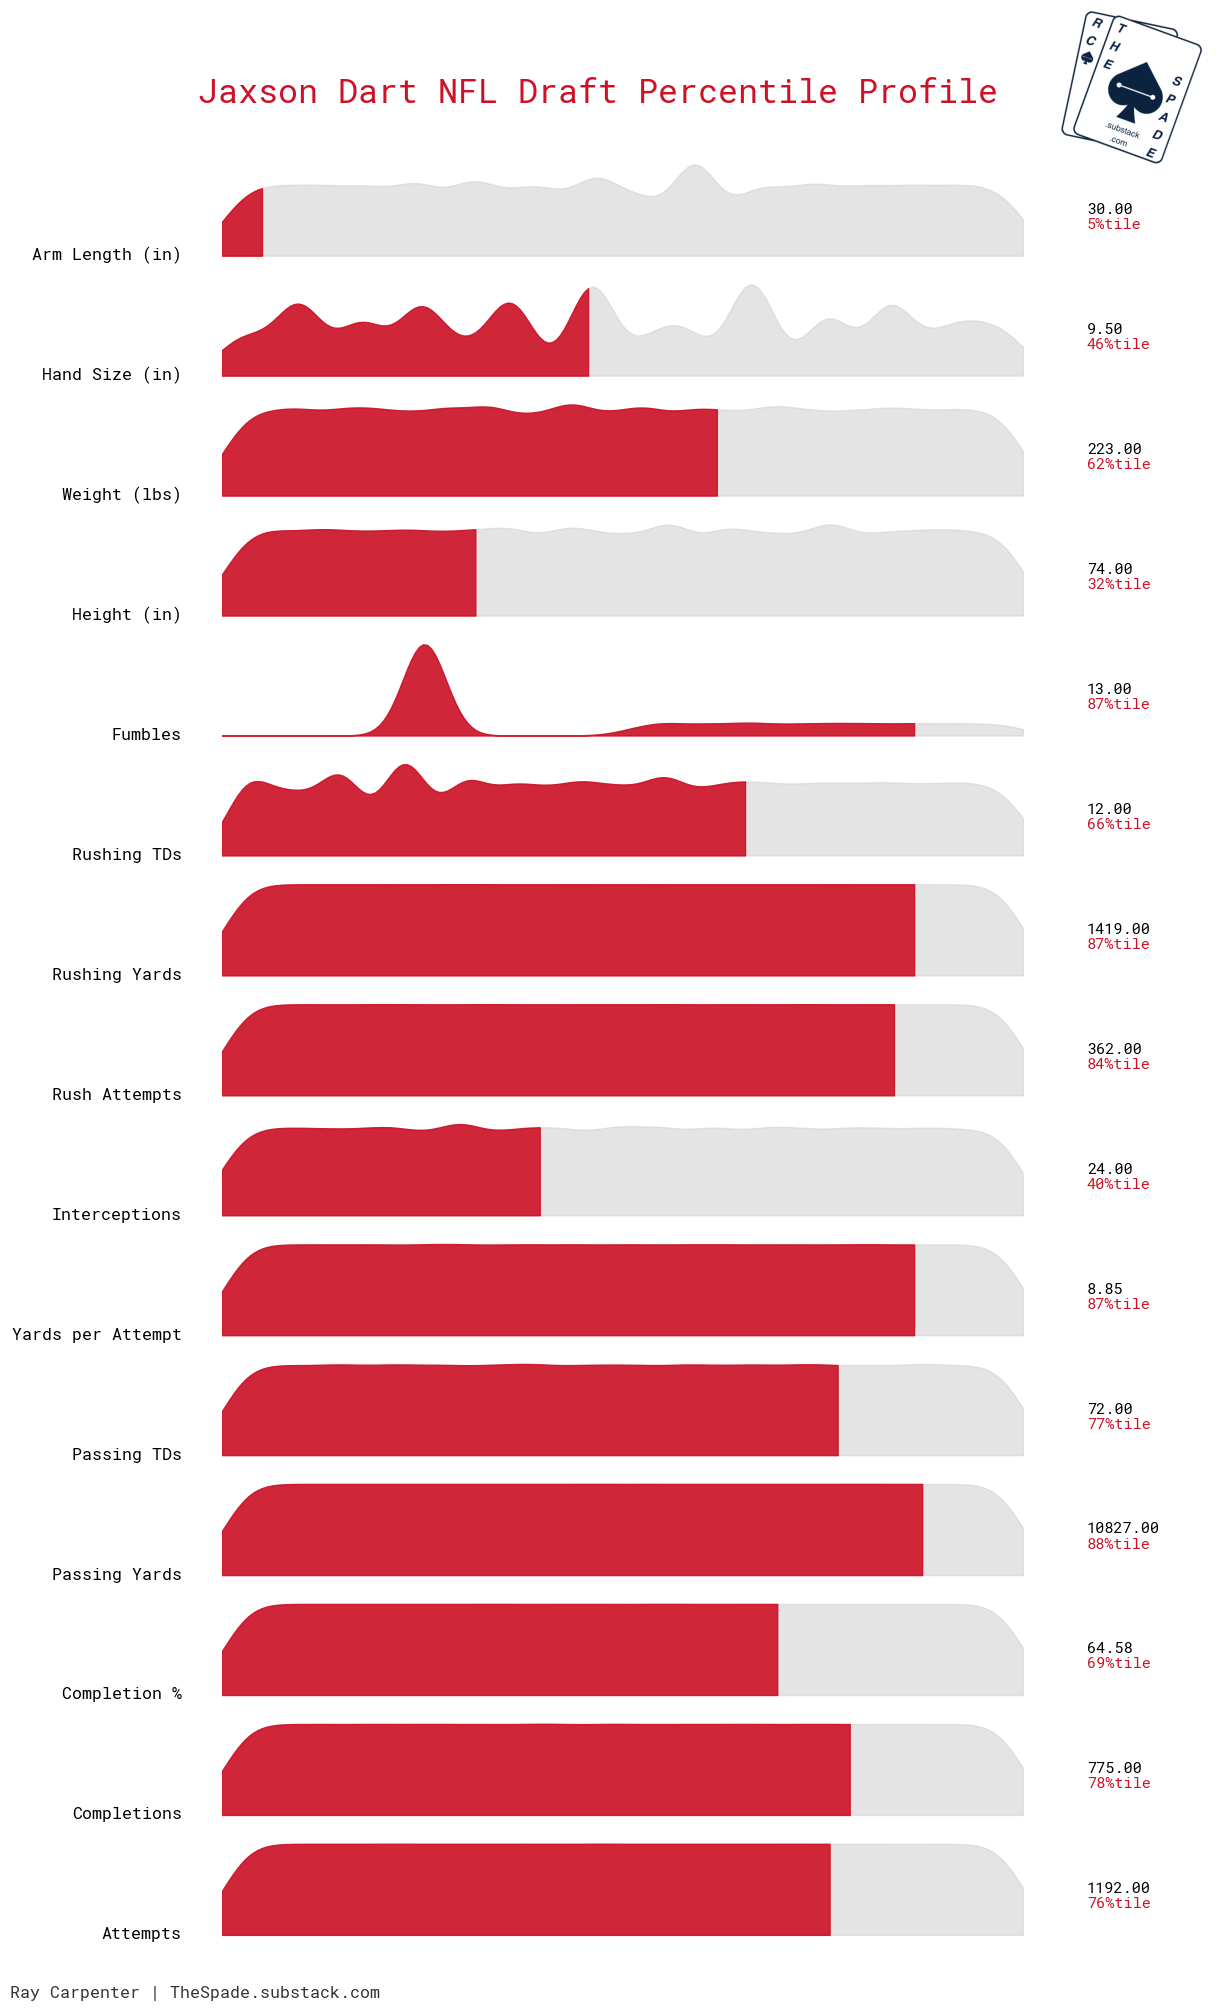 RC
THE
SPADE
.substack
.com
Jaxson Dart NFL Draft Percentile Profile
Arm Length (in)
30.00
5%tile
Hand Size (in)
9.50
46%tile
Weight (lbs)
223.00
62%tile
Height (in)
74.00
32%tile
Fumbles
13.00
87%tile
Rushing TDs
12.00
66%tile
Rushing Yards
1419.00
87%tile
Rush Attempts
362.00
84%tile
Interceptions
24.00
40%tile
Yards per Attempt
8.85
87%tile
Passing TDs
72.00
77%tile
Passing Yards
10827.00
88%tile
Completion %
64.58
69%tile
Completions
775.00
78%tile
Attempts
1192.00
76%tile
Ray Carpenter | TheSpade.substack.com